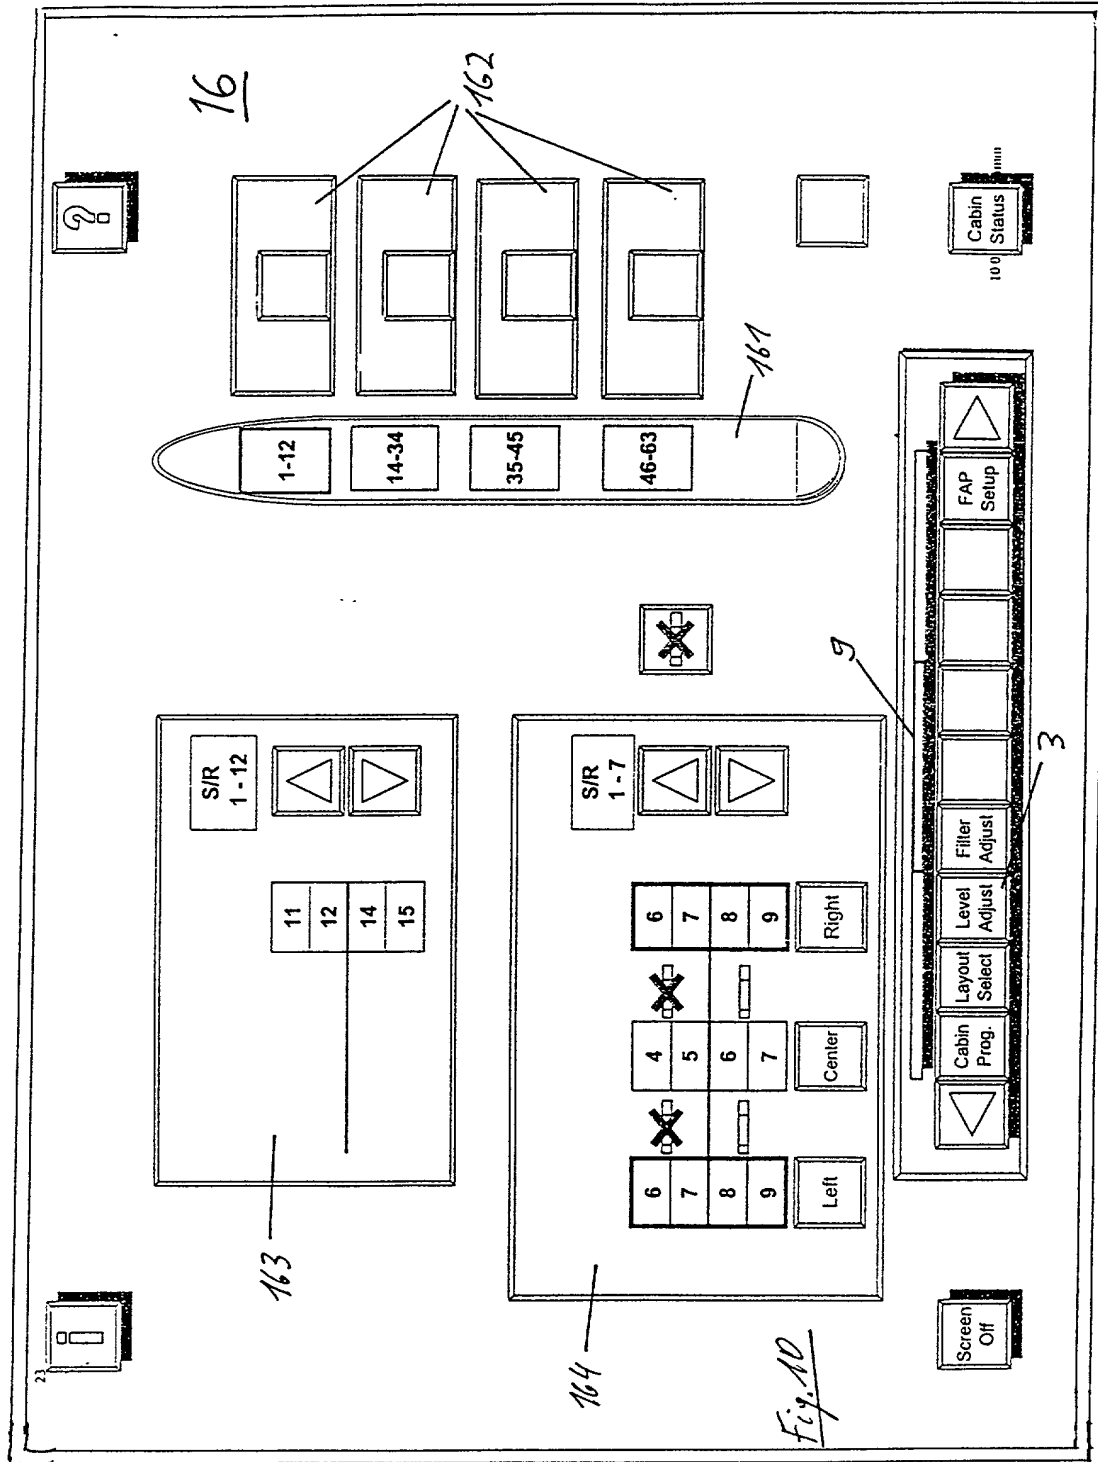 23
i
?
16
163
S/R
1 - 12
11
12
14
15
1-12
14-34
35-45
46-63
162
161
164
S/R
1 - 7
6
7
8
9
4
5
6
7
6
7
8
9
Left
Center
Right
9
Cabin
Prog.
Layout
Select
Level
Adjust
Filter
Adjust
FAP
Setup
3
Screen
Off
Cabin
Status
100 mm
Fig. 10